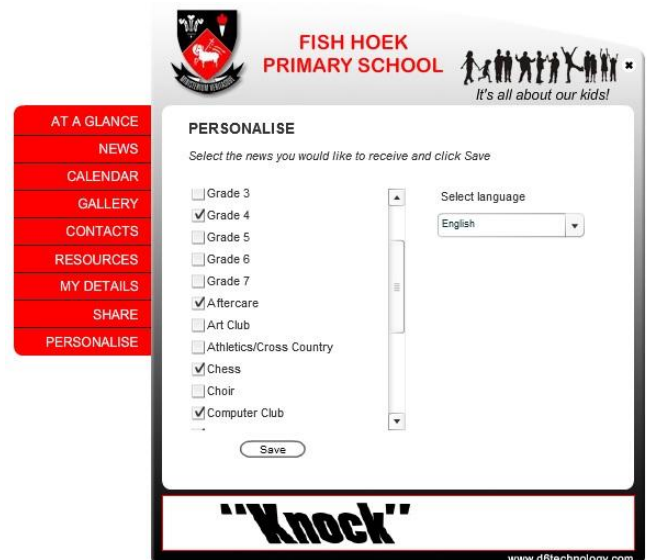 FISH HOEK
PRIMARY SCHOOL
It's all about our kids!
AT A GLANCE
NEWS
CALENDAR
GALLERY
CONTACTS
RESOURCES
MY DETAILS
SHARE
PERSONALISE
PERSONALISE
Select the news you would like to receive and click Save
Grade 3
Grade 4
Grade 5
Grade 6
Grade 7
Aftercare
Art Club
Athletics/Cross Country
Chess
Choir
Computer Club
Save
Select language
English
"Knock"
www.d6technology.com